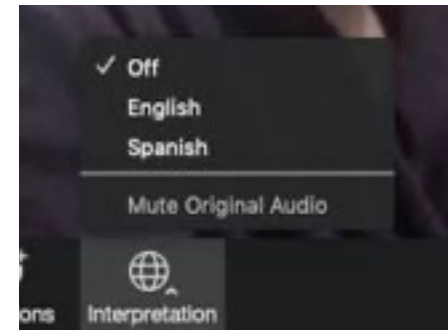 Off
English
Spanish
Mute Original Audio
ons
Interpretation